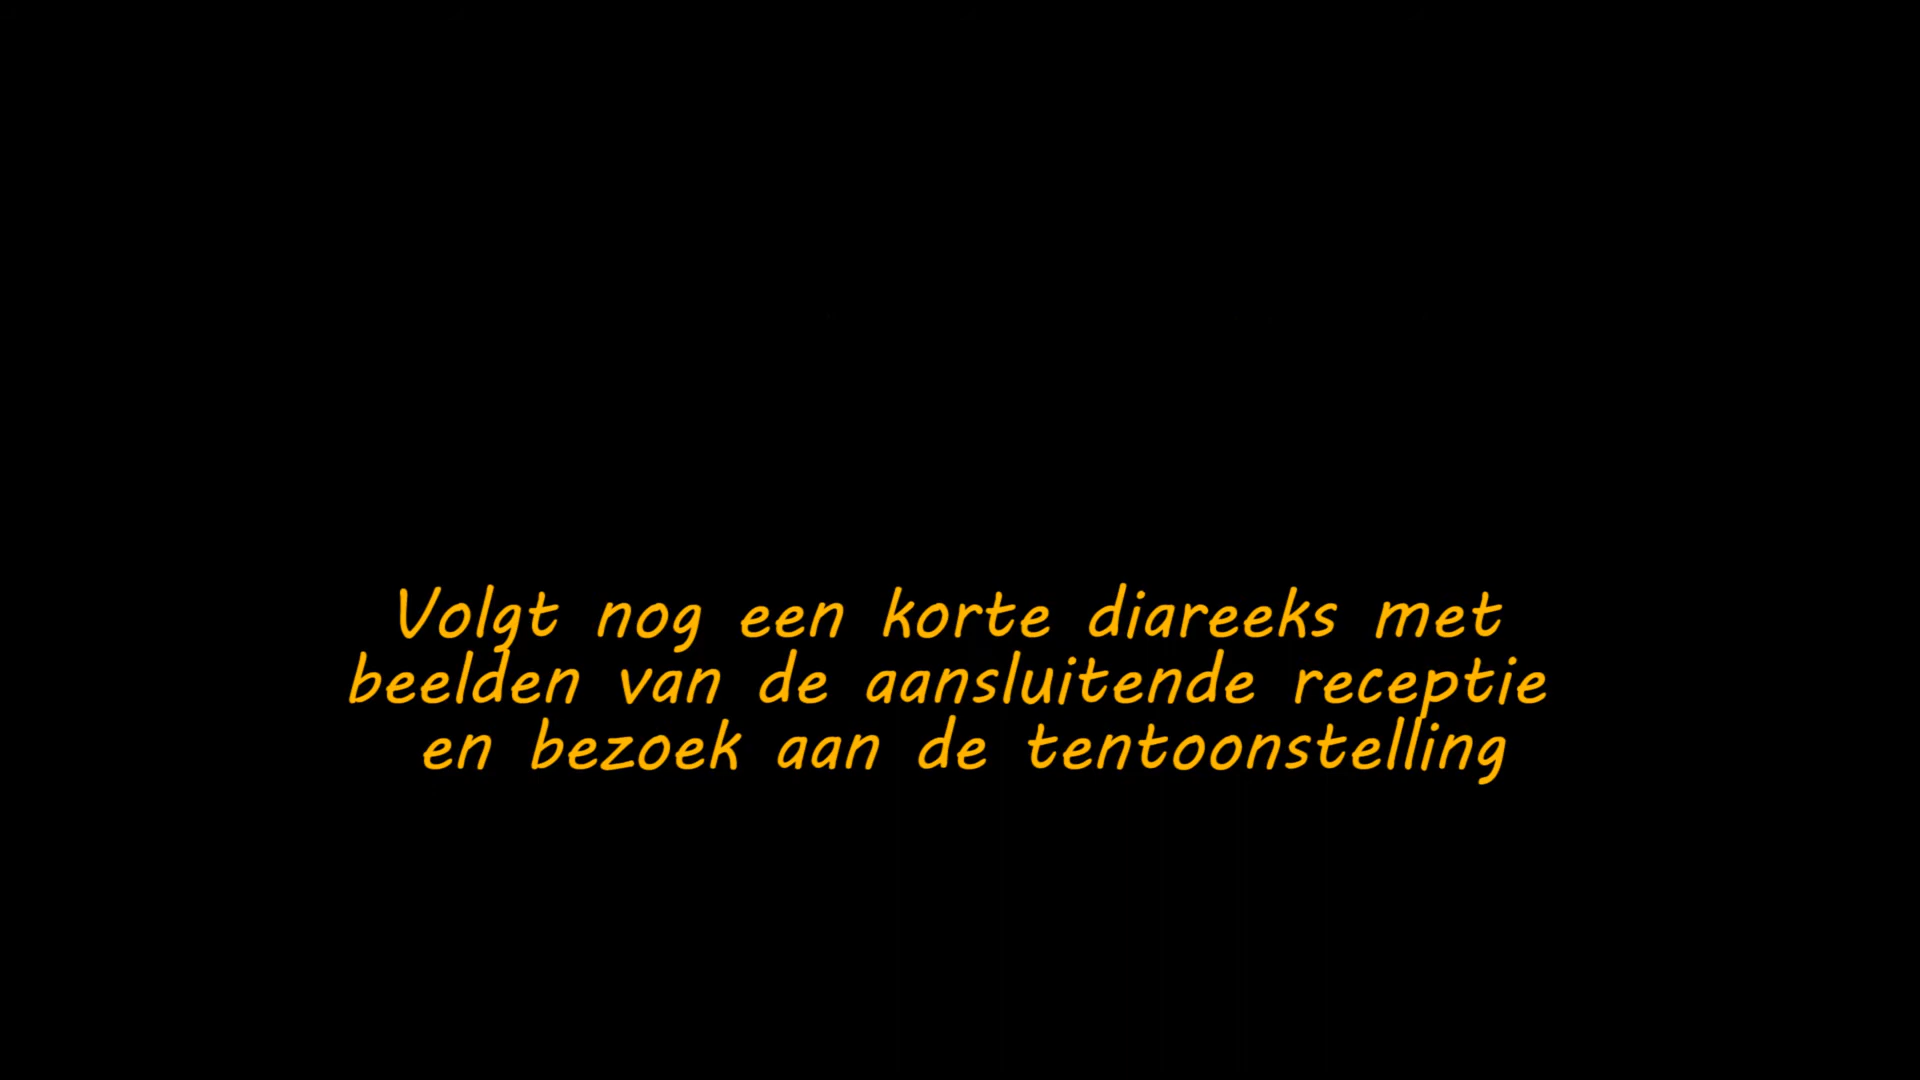 Volgt nog een korte diareeks met
beelden van de aansluitende receptie
en bezoek aan de tentoonstelling